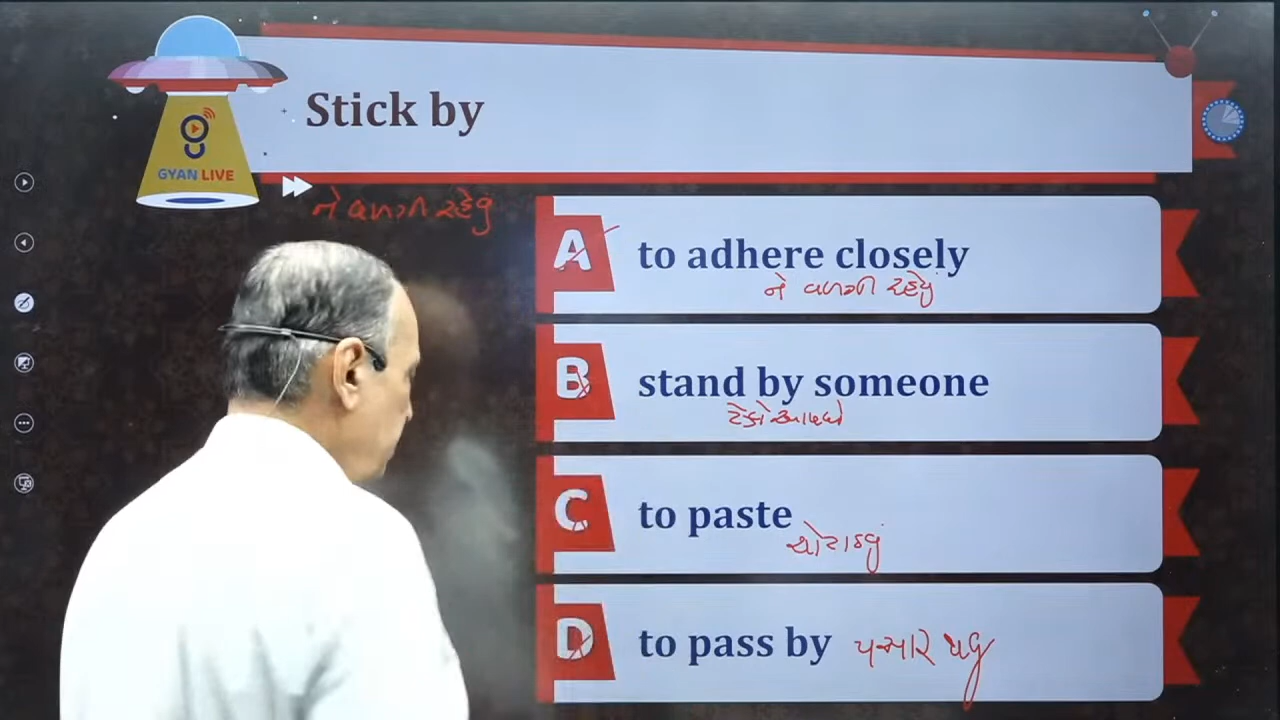 Stick by
GYAN LIVE
ને વળગી રહેવું
A to adhere closely
ને વળગી રહેવું
B stand by someone
ટેકો આપવો
C to paste
ચોંટાડવું
D to pass by પસાર થવું